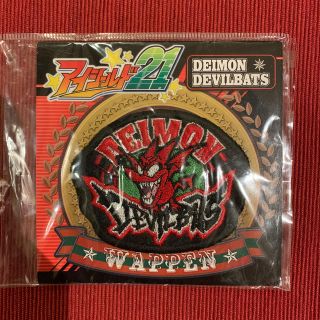 アイシールド21
DEIMON
DEVILBATS
DEIMON
DEVILBATS
WAPPEN